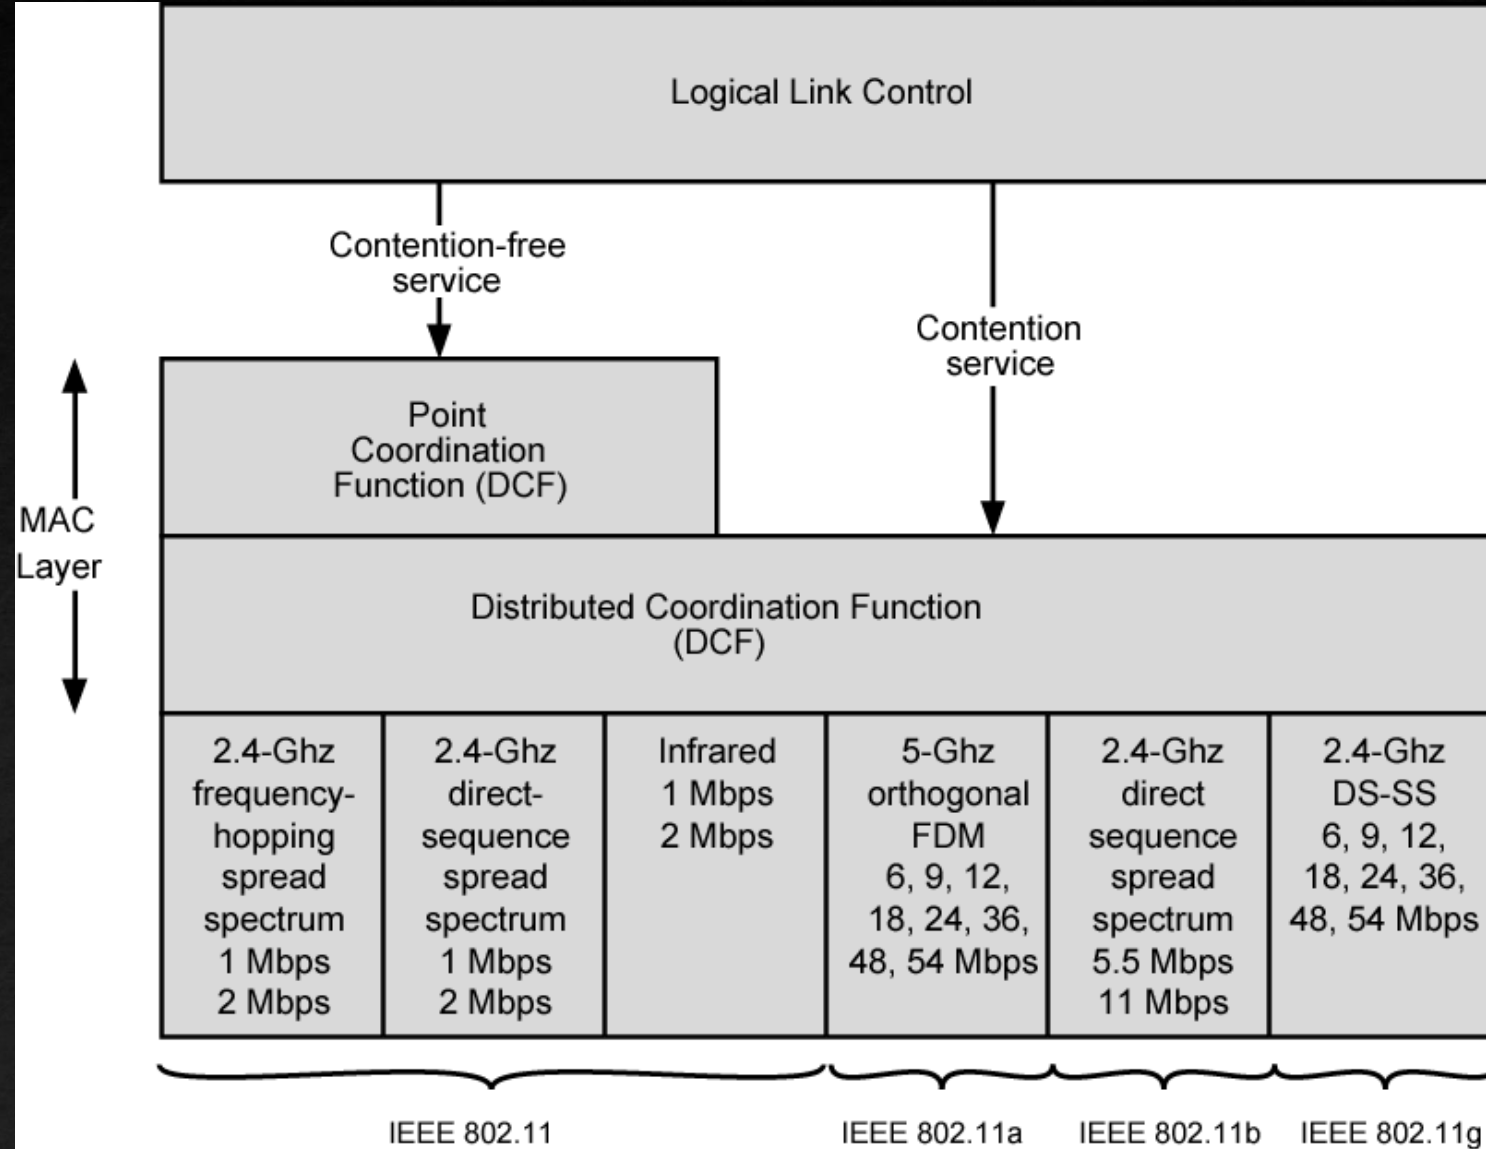 Logical Link Control
Contention-free
service
Contention
service
Point
Coordination
Function (DCF)
MAC
Layer
Distributed Coordination Function
(DCF)
2.4-Ghz
frequency-
hopping
spread
spectrum
1 Mbps
2 Mbps
2.4-Ghz
direct-
sequence
spread
spectrum
1 Mbps
2 Mbps
Infrared
1 Mbps
2 Mbps
5-Ghz
orthogonal
FDM
6, 9, 12,
18, 24, 36,
48, 54 Mbps
2.4-Ghz
direct
sequence
spread
spectrum
5.5 Mbps
11 Mbps
2.4-Ghz
DS-SS
6, 9, 12,
18, 24, 36,
48, 54 Mbps
IEEE 802.11
IEEE 802.11a
IEEE 802.11b
IEEE 802.11g